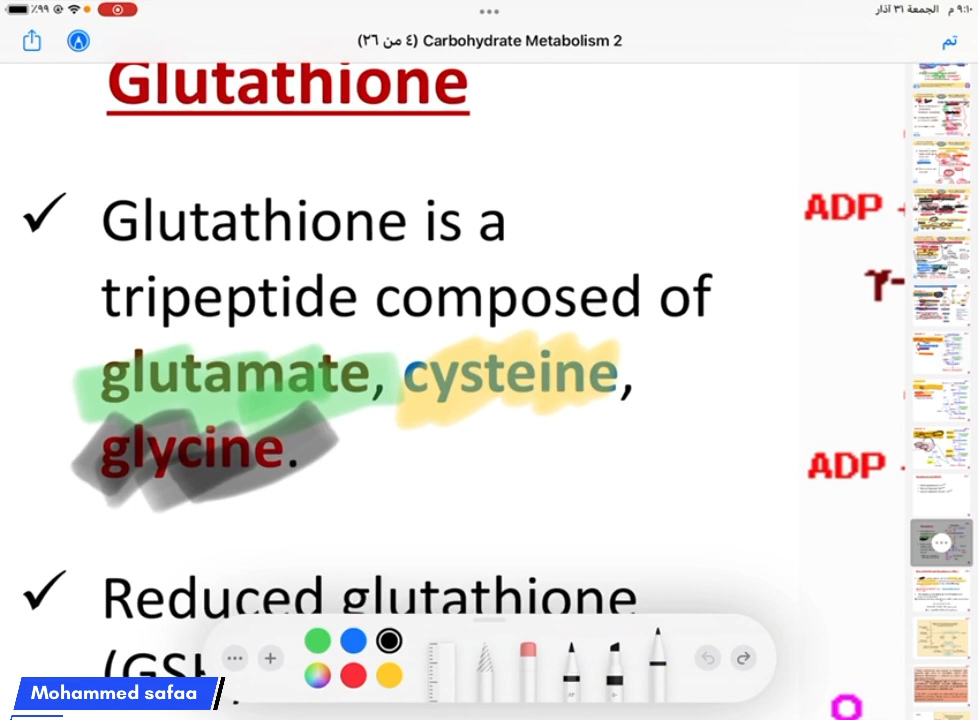 ٪٩٩
٩:١٠ م الجمعة ٣١ آذار
Carbohydrate Metabolism 2 (٤ من ٢٦)
تم
Glutathione
✓ Glutathione is a
tripeptide composed of
glutamate, cysteine,
glycine.
✓ Reduced glutathione
(GSH
ADP
γ-
ADP
O
Mohammed safaa